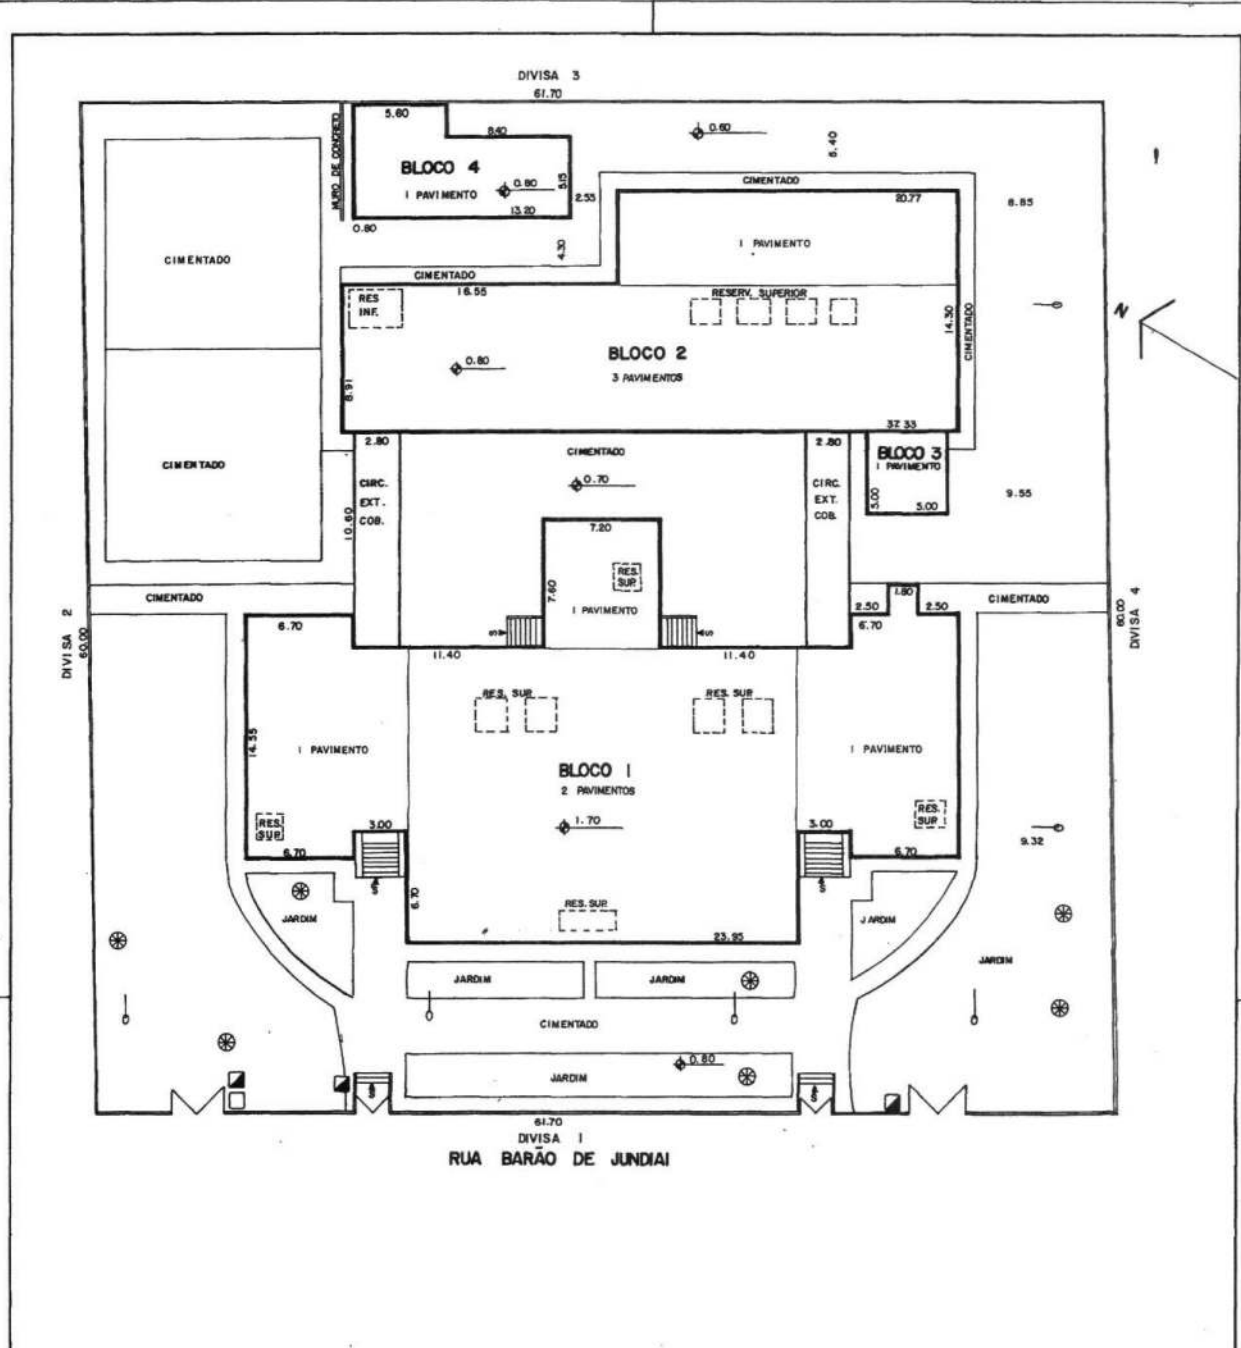 DIVISA 3
61.70
5.60
8.40
0.60
6.40
MURO DE CONCRETO
BLOCO 4
0.80
1 PAVIMENTO
5.15
2.55
13.20
0.80
CIMENTADO
20.77
8.85
4.30
1 PAVIMENTO
CIMENTADO
CIMENTADO
16.55
RES
INF.
RESERV. SUPERIOR
14.30
CIMENTADO
N
BLOCO 2
0.80
3 PAVIMENTOS
8.91
37.33
2.80
CIMENTADO
2.80
BLOCO 3
1 PAVIMENTO
CIMENTADO
0.70
CIRC.
EXT.
COB.
CIRC.
EXT.
COB.
5.00
5.00
9.55
10.60
7.20
RES.
SUP.
7.60
1 PAVIMENTO
CIMENTADO
1.80
CIMENTADO
2.50
2.50
6.70
6.70
S
S
DIVISA 2
60.00
60.00
DIVISA 4
11.40
11.40
RES. SUP
RES. SUP
14.55
1 PAVIMENTO
1 PAVIMENTO
BLOCO 1
2 PAVIMENTOS
1.70
RES.
SUP
3.00
3.00
RES.
SUP
9.32
6.70
6.70
S
S
6.70
RES. SUP
JARDIM
JARDIM
23.95
JARDIM
JARDIM
JARDIM
CIMENTADO
0.80
JARDIM
S
S
61.70
DIVISA 1
RUA BARÃO DE JUNDIAI